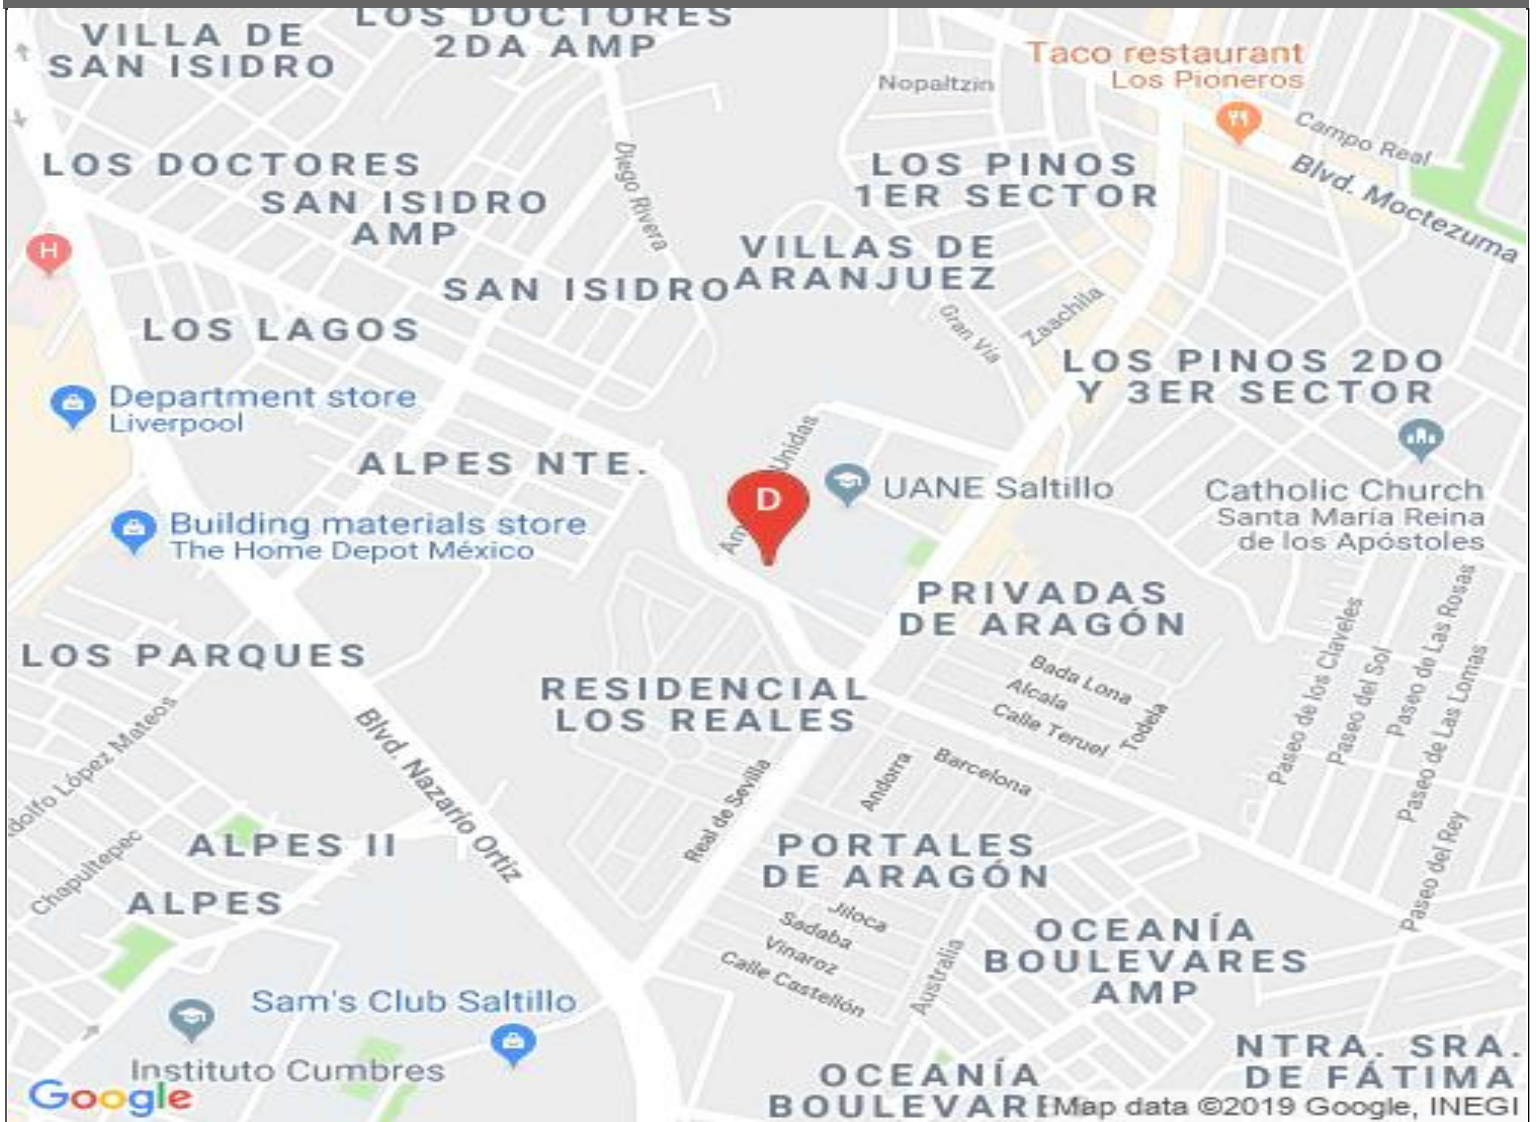 LOS DOCTORES
2DA AMP
VILLA DE
SAN ISIDRO
Taco restaurant
Los Pioneros
Nopaltzin
Campo Real
Blvd. Moctezuma
LOS DOCTORES
Diego Rivera
LOS PINOS
1ER SECTOR
SAN ISIDRO
AMP
H
VILLAS DE
ARANJUEZ
SAN ISIDRO
LOS LAGOS
Gran Vía
Zaachila
LOS PINOS 2DO
Y 3ER SECTOR
Department store
Liverpool
Unidas
ALPES NTE.
D
UANE Saltillo
Catholic Church
Santa María Reina
de los Apóstoles
Building materials store
The Home Depot México
Am
PRIVADAS
DE ARAGÓN
LOS PARQUES
RESIDENCIAL
LOS REALES
Bada Lona
Alcala
Calle Teruel
Todela
Paseo de los Claveles
Paseo del Sol
Paseo de Las Rosas
Paseo de Las Lomas
dolfo López Mateos
Blvd. Nazario Ortiz
Real de Sevilla
Andorra
Barcelona
Chapultepec
ALPES II
PORTALES
DE ARAGÓN
Paseo del Rey
ALPES
Jiloca
Sadaba
Vinaroz
Calle Castellón
Australia
OCEANÍA
BOULEVARES
AMP
Sam's Club Saltillo
Instituto Cumbres
NTRA. SRA.
DE FÁTIMA
OCEANÍA
BOULEVARE
Google
Map data ©2019 Google, INEGI